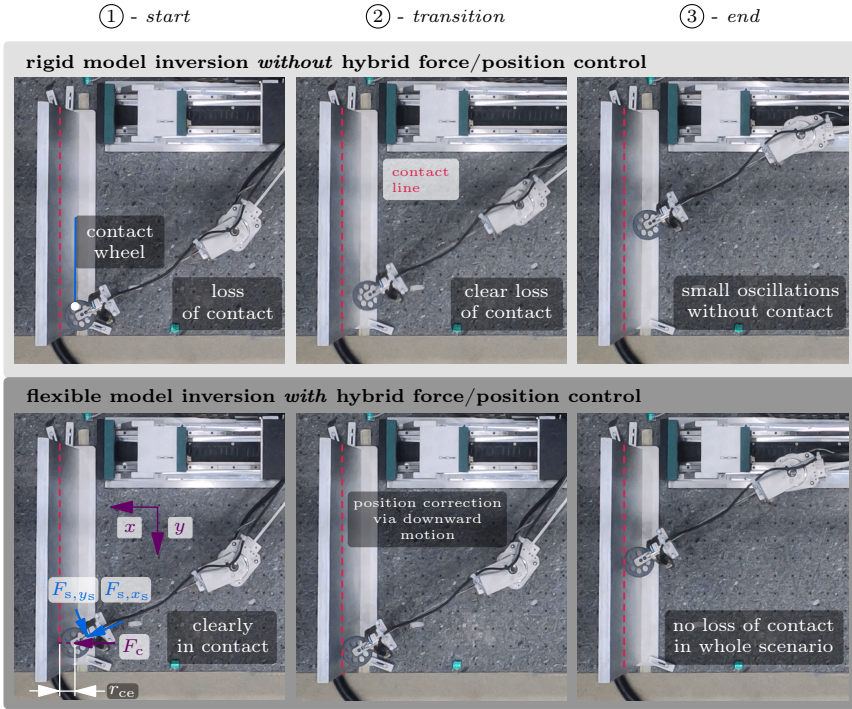 1 - start
2 - transition
3 - end
rigid model inversion without hybrid force/position control
contact
wheel
loss
of contact
contact
line
clear loss
of contact
small oscillations
without contact
flexible model inversion with hybrid force/position control
x
y
F_s,y_s
F_s,x_s
F_c
r_ce
clearly
in contact
position correction
via downward
motion
no loss of contact
in whole scenario